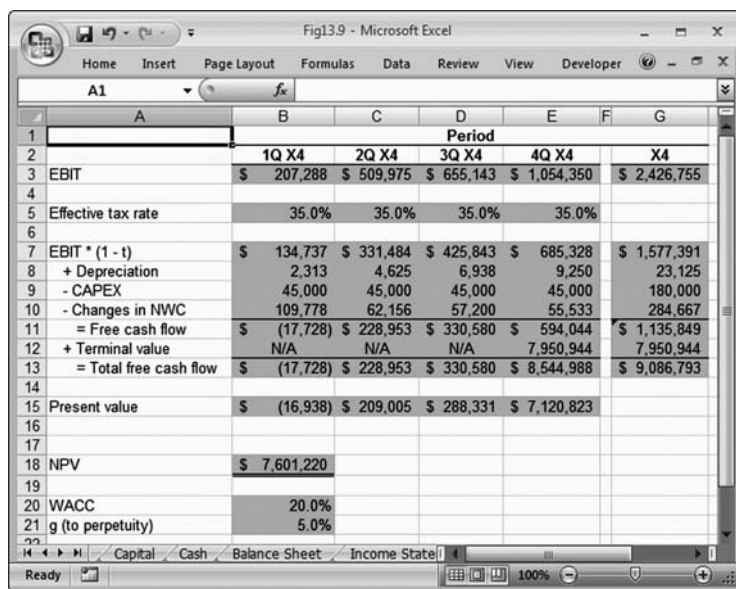 Fig13.9 - Microsoft Excel
Home Insert Page Layout Formulas Data Review View Developer
A1 fx
A B C D E F G
1 Period
2 1Q X4 2Q X4 3Q X4 4Q X4 X4
3 EBIT $ 207,288 $ 509,975 $ 655,143 $ 1,054,350 $ 2,426,755
4
5 Effective tax rate 35.0% 35.0% 35.0% 35.0%
6
7 EBIT * (1 - t) $ 134,737 $ 331,484 $ 425,843 $ 685,328 $ 1,577,391
8 + Depreciation 2,313 4,625 6,938 9,250 23,125
9 - CAPEX 45,000 45,000 45,000 45,000 180,000
10 - Changes in NWC 109,778 62,156 57,200 55,533 284,667
11 = Free cash flow $ (17,728) $ 228,953 $ 330,580 $ 594,044 $ 1,135,849
12 + Terminal value N/A N/A N/A 7,950,944 7,950,944
13 = Total free cash flow $ (17,728) $ 228,953 $ 330,580 $ 8,544,988 $ 9,086,793
14
15 Present value $ (16,938) $ 209,005 $ 288,331 $ 7,120,823
16
17
18 NPV $ 7,601,220
19
20 WACC 20.0%
21 g (to perpetuity) 5.0%
22
Capital Cash Balance Sheet Income State
Ready 100%